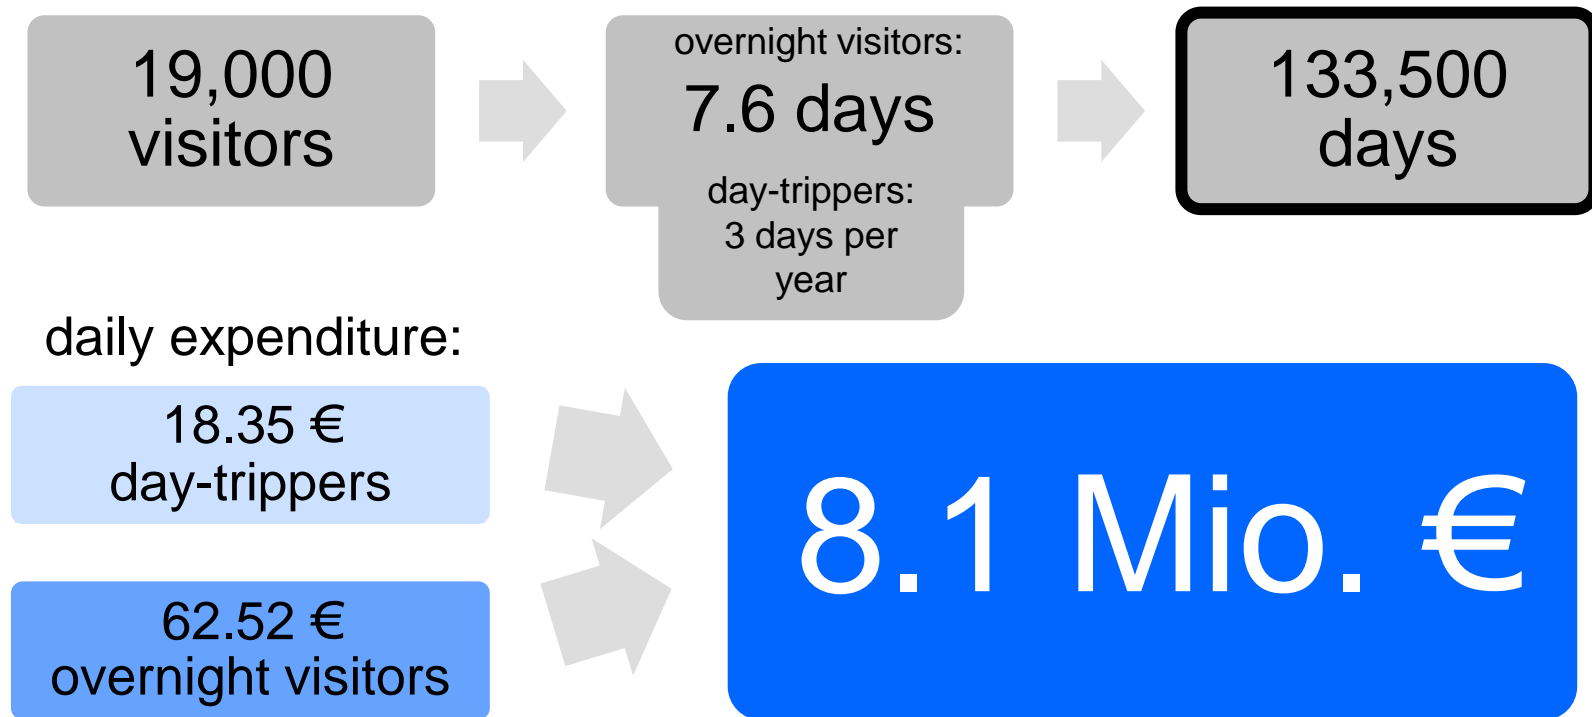 19,000
visitors
overnight visitors:
7.6 days
day-trippers:
3 days per
year
133,500
days
daily expenditure:
18.35 €
day-trippers
62.52 €
overnight visitors
8.1 Mio. €